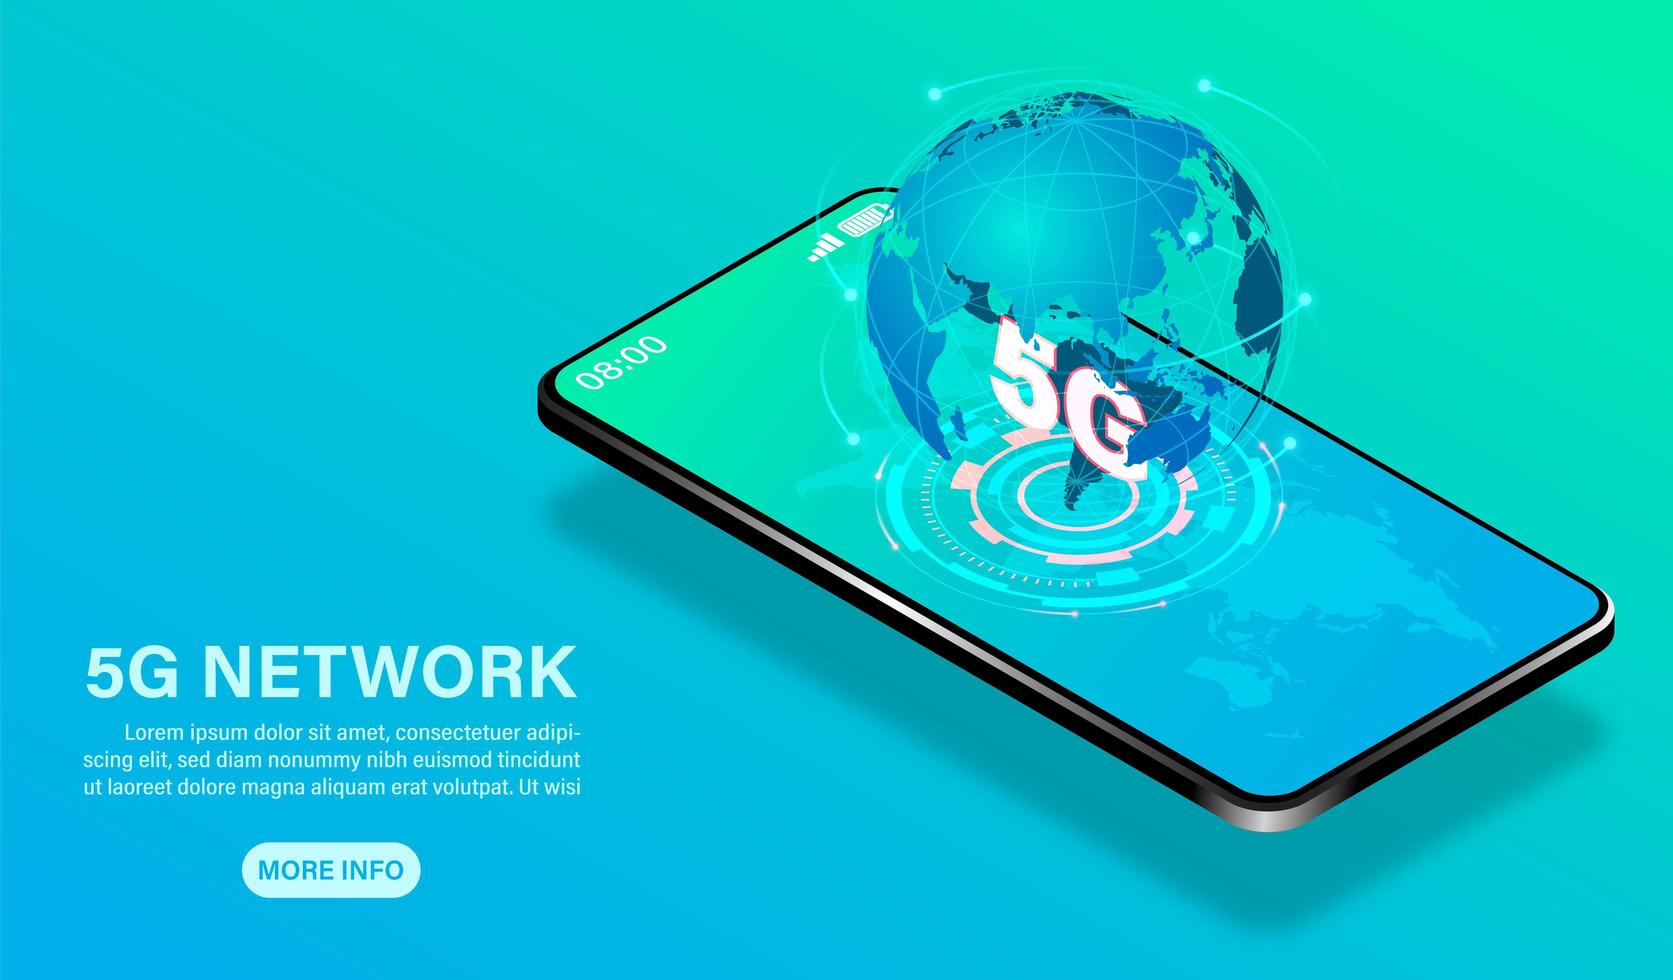 08:00
5G
5G NETWORK
Lorem ipsum dolor sit amet, consectetuer adipi-
scing elit, sed diam nonummy nibh euismod tincidunt
ut laoreet dolore magna aliquam erat volutpat. Ut wisi
MORE INFO